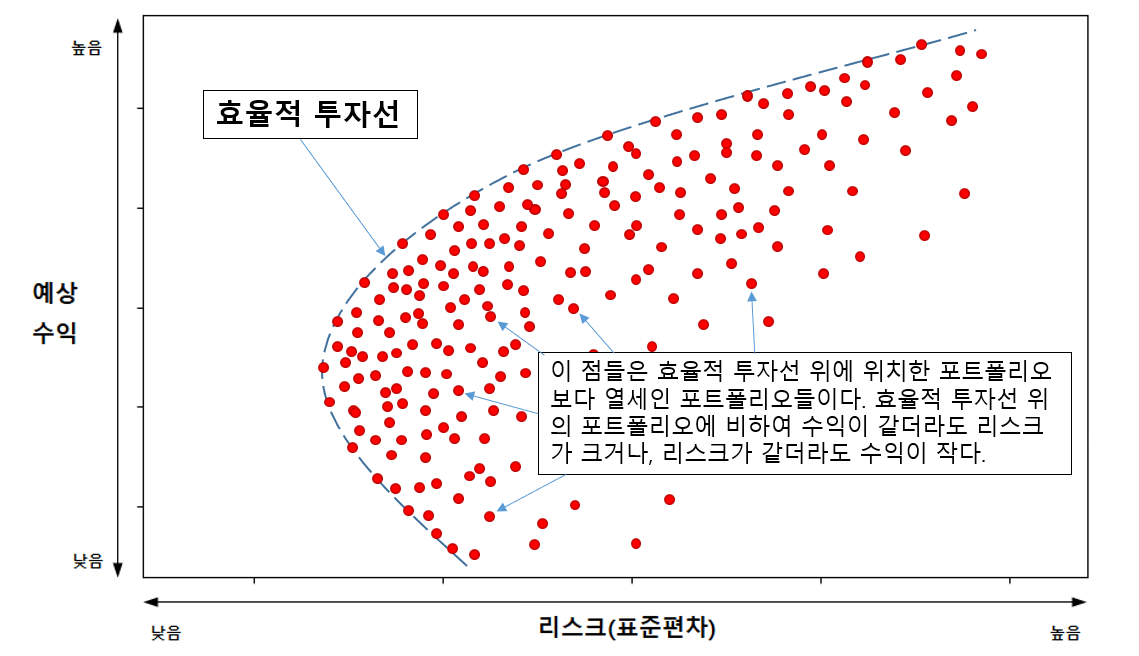 높음
효율적 투자선
예상
수익
이 점들은 효율적 투자선 위에 위치한 포트폴리오
보다 열세인 포트폴리오들이다. 효율적 투자선 위
의 포트폴리오에 비하여 수익이 같더라도 리스크
가 크거나, 리스크가 같더라도 수익이 작다.
낮음
낮음
리스크(표준편차)
높음